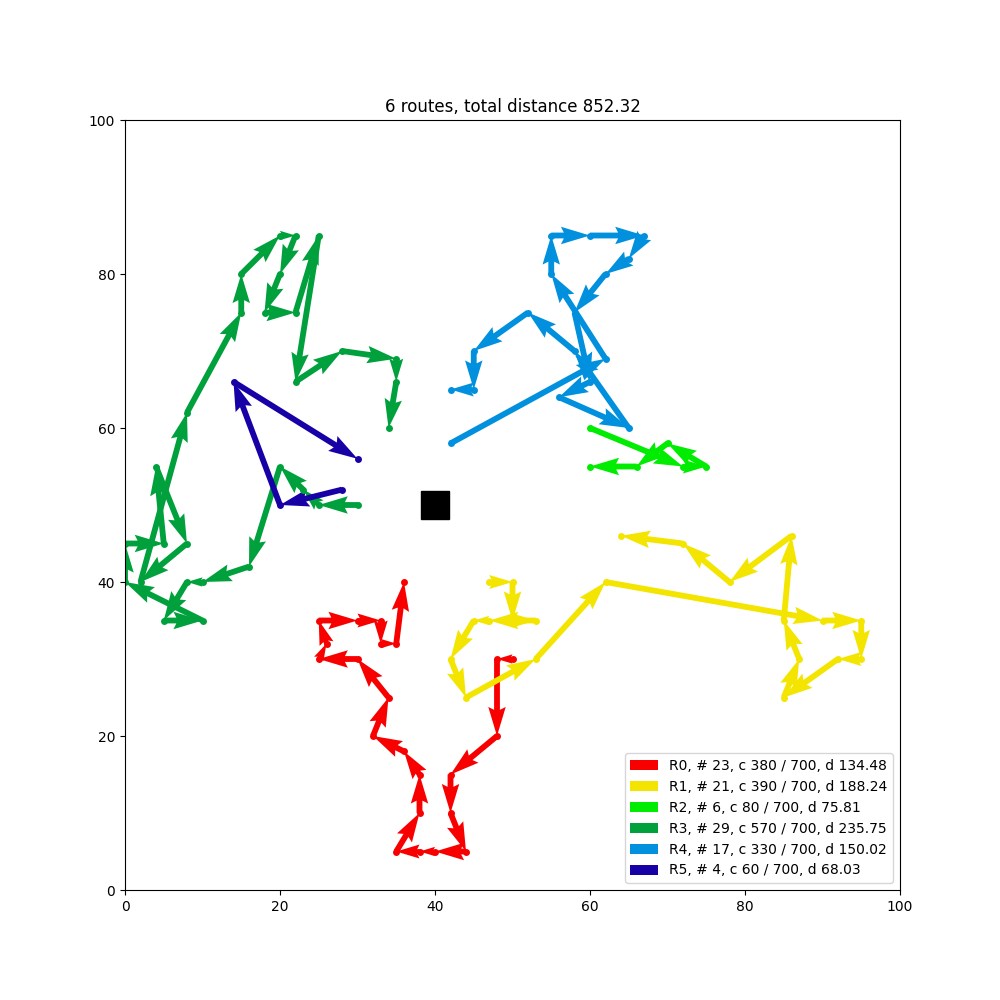 6 routes, total distance 852.32
100
80
60
40
20
0
0 20 40 60 80 100
R0, # 23, c 380 / 700, d 134.48
R1, # 21, c 390 / 700, d 188.24
R2, # 6, c 80 / 700, d 75.81
R3, # 29, c 570 / 700, d 235.75
R4, # 17, c 330 / 700, d 150.02
R5, # 4, c 60 / 700, d 68.03